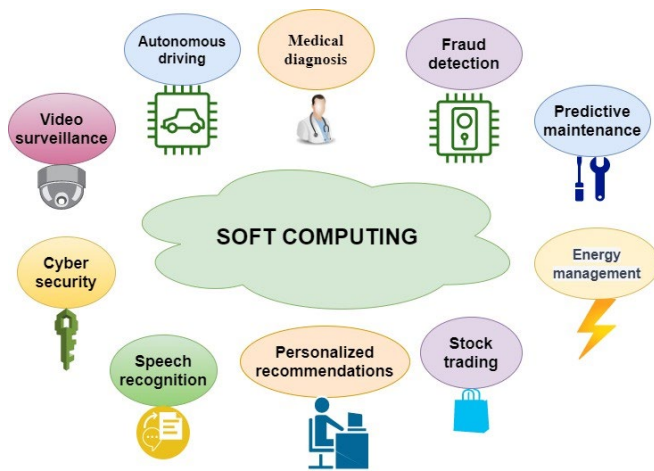 Autonomous
driving
Medical
diagnosis
Fraud
detection
Video
surveillance
Predictive
maintenance
SOFT COMPUTING
Cyber
security
Energy
management
Speech
recognition
Personalized
recommendations
Stock
trading